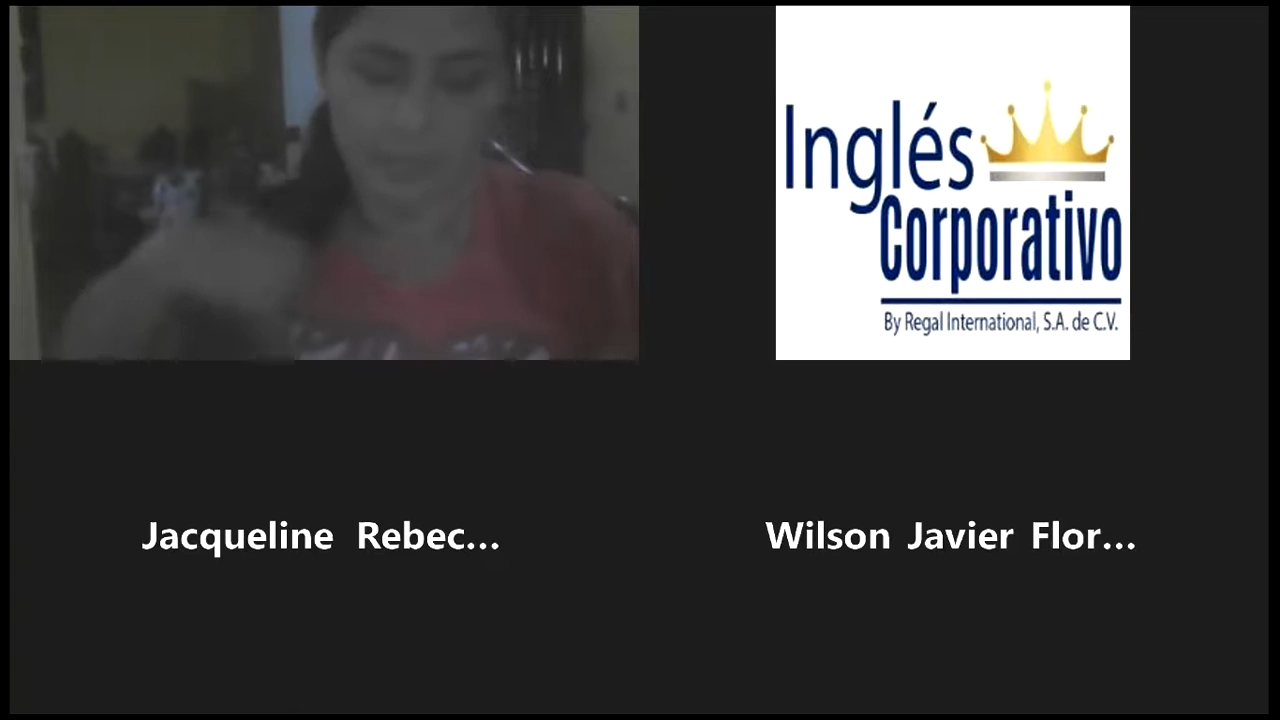 Inglés
Corporativo
By Regal International, S.A. de C.V.
Jacqueline Rebec...
Wilson Javier Flor...